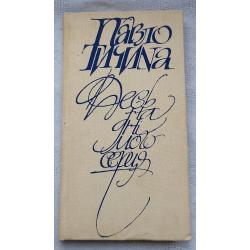 Павло
Тичина
Десь
на
дні
мого
серця